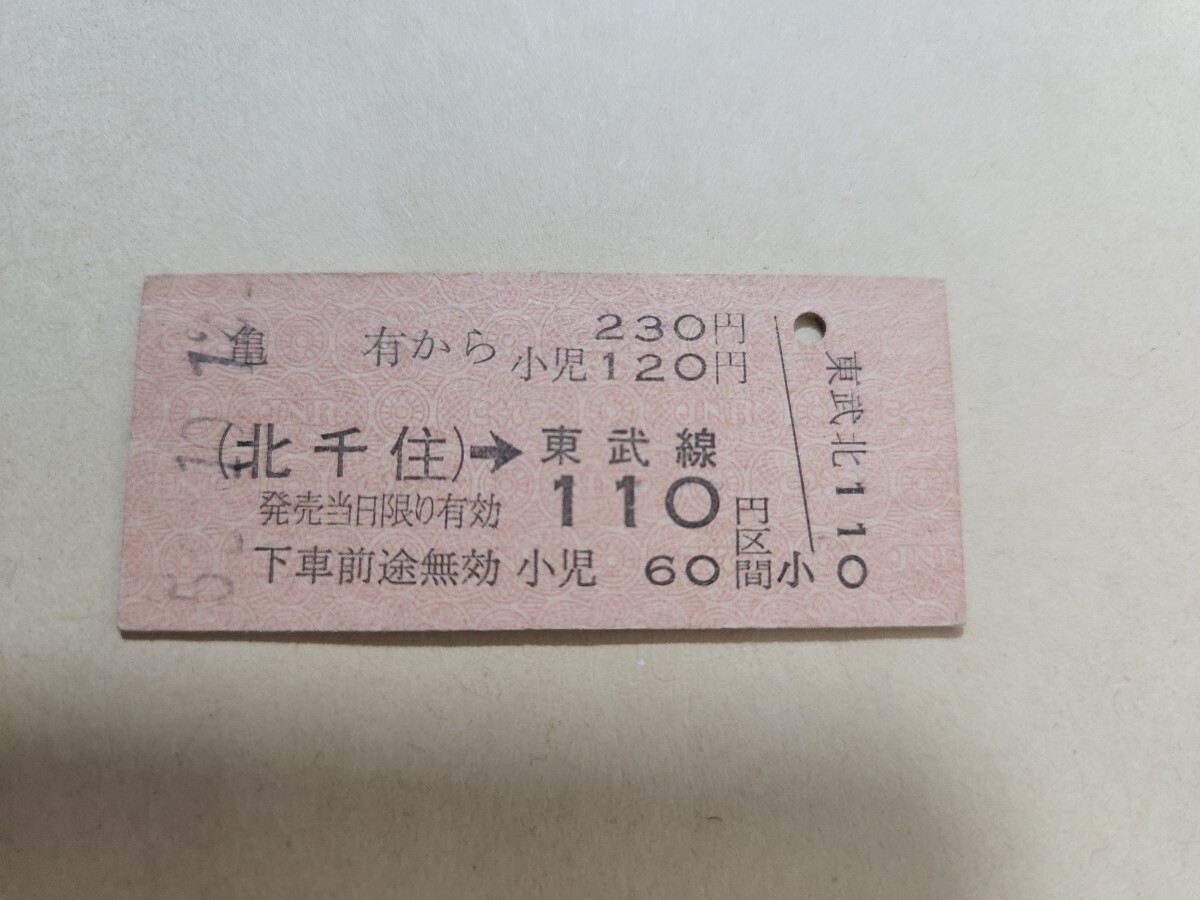 亀 有から 230円
小児120円
(北千住)→東武線
発売当日限り有効 110円区間
下車前途無効 小児 60
小
東武北110
JNR